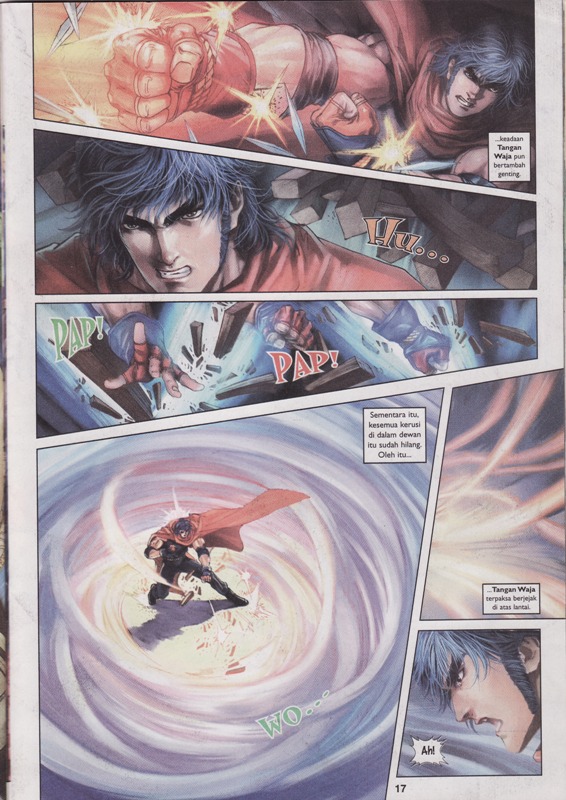 ...keadaan
Tangan
Waja pun
bertambah
genting.
Hu...
PAP!
PAP!
Sementara itu,
kesemua kerusi
di dalam dewan
itu sudah hilang.
Oleh itu...
...Tangan Waja
terpaksa berjejak
di atas lantai.
WO...
Ah!
17